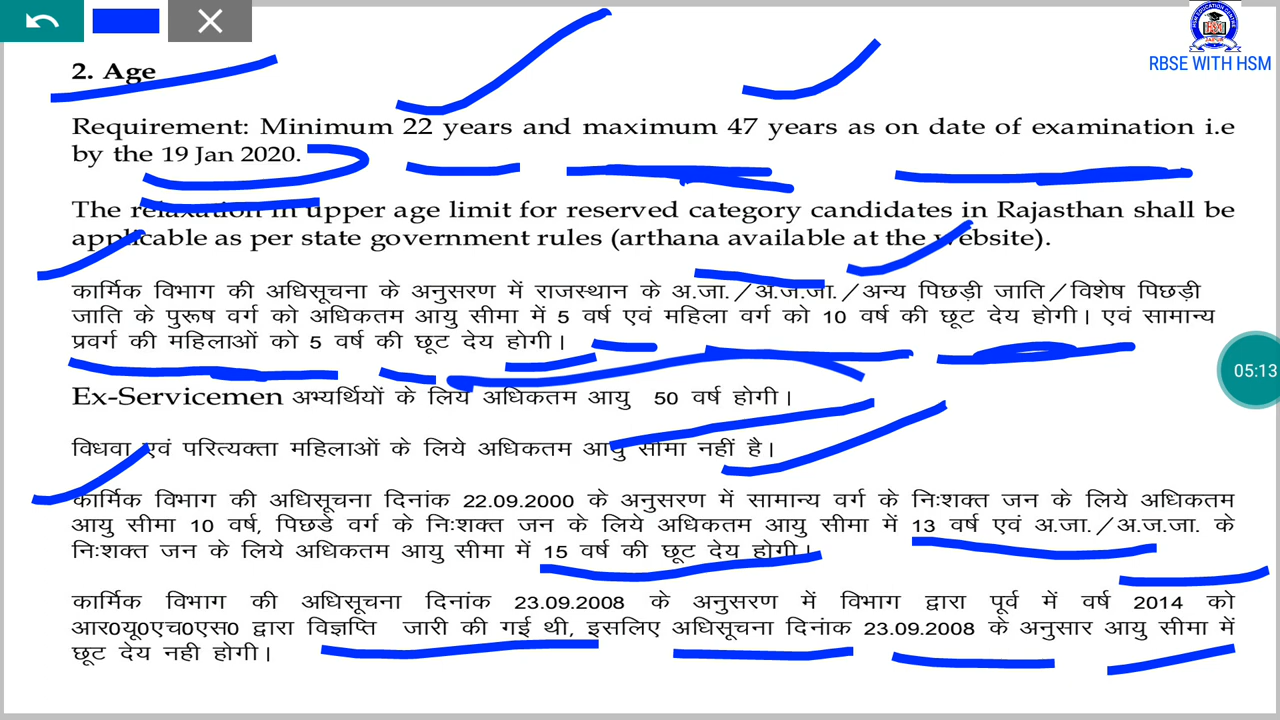 RBSE WITH HSM
2. Age
Requirement: Minimum 22 years and maximum 47 years as on date of examination i.e
by the 19 Jan 2020.
The relaxation in upper age limit for reserved category candidates in Rajasthan shall be
applicable as per state government rules (arthana available at the website).
कार्मिक विभाग की अधिसूचना के अनुसरण में राजस्थान के अ.जा./अ.ज.जा./अन्य पिछड़ी जाति/विशेष पिछड़ी
जाति के पुरूष वर्ग को अधिकतम आयु सीमा में 5 वर्ष एवं महिला वर्ग को 10 वर्ष की छूट देय होगी। एवं सामान्य
प्रवर्ग की महिलाओं को 5 वर्ष की छूट देय होगी।
05:13
Ex-Servicemen अभ्यर्थियों के लिये अधिकतम आयु 50 वर्ष होगी।
विधवा एवं परित्यक्ता महिलाओं के लिये अधिकतम आयु सीमा नहीं है।
कार्मिक विभाग की अधिसूचना दिनांक 22.09.2000 के अनुसरण में सामान्य वर्ग के निःशक्त जन के लिये अधिकतम
आयु सीमा 10 वर्ष, पिछडे वर्ग के निःशक्त जन के लिये अधिकतम आयु सीमा में 13 वर्ष एवं अ.जा./अ.ज.जा. के
निःशक्त जन के लिये अधिकतम आयु सीमा में 15 वर्ष की छूट देय होगी।
कार्मिक विभाग की अधिसूचना दिनांक 23.09.2008 के अनुसरण में विभाग द्वारा पूर्व में वर्ष 2014 को
आर0यू0एच0एस0 द्वारा विज्ञप्ति जारी की गई थी, इसलिए अधिसूचना दिनांक 23.09.2008 के अनुसार आयु सीमा में
छूट देय नही होगी।